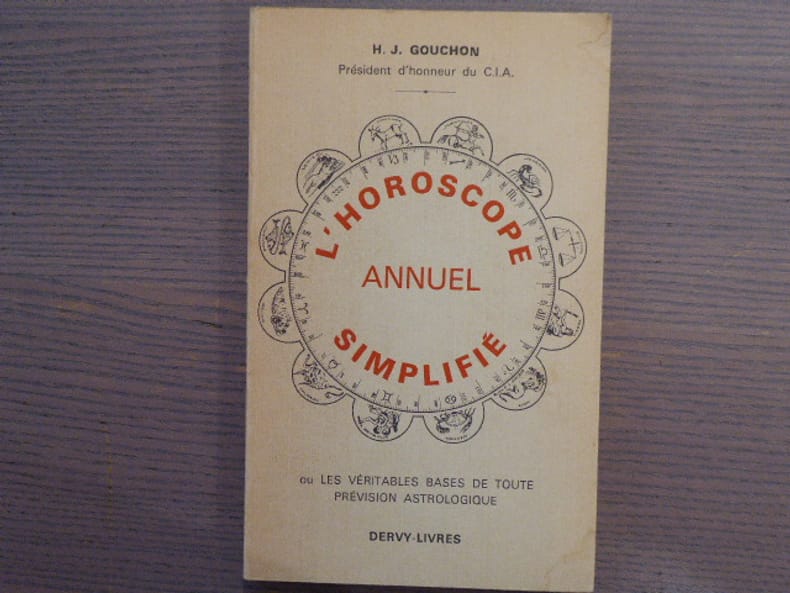 H. J. GOUCHON
Président d'honneur du C.I.A.
L'HOROSCOPE
ANNUEL
SIMPLIFIÉ
ou LES VÉRITABLES BASES DE TOUTE
PRÉVISION ASTROLOGIQUE
DERVY-LIVRES